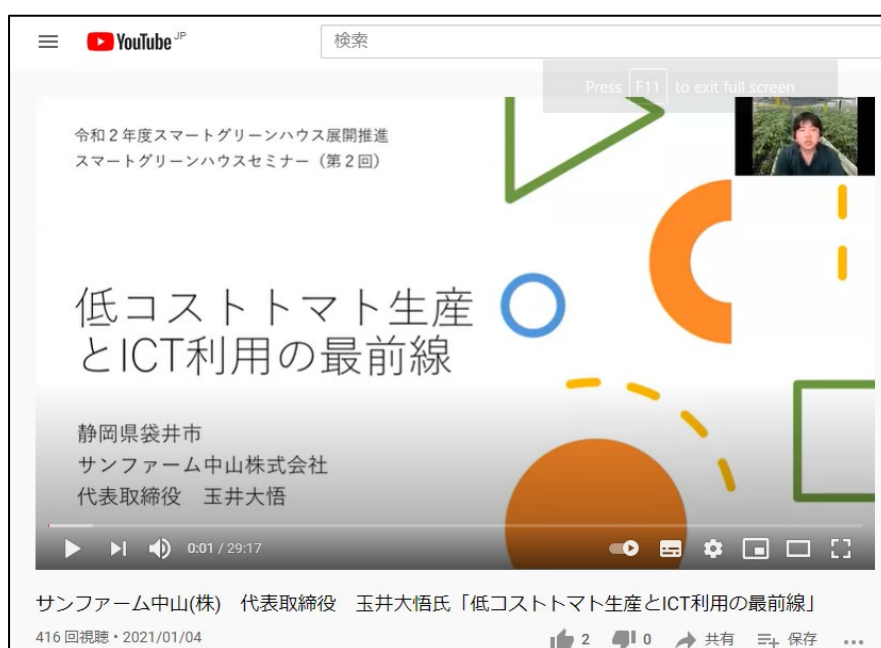 YouTube JP
検索
Press F11 to exit full screen
令和2年度スマートグリーンハウス展開推進
スマートグリーンハウスセミナー（第2回）
低コストトマト生産
とICT利用の最前線
静岡県袋井市
サンファーム中山株式会社
代表取締役　玉井大悟
0:01 / 29:17
サンファーム中山(株)　代表取締役　玉井大悟氏「低コストトマト生産とICT利用の最前線」
416 回視聴・2021/01/04
2 0 共有 保存